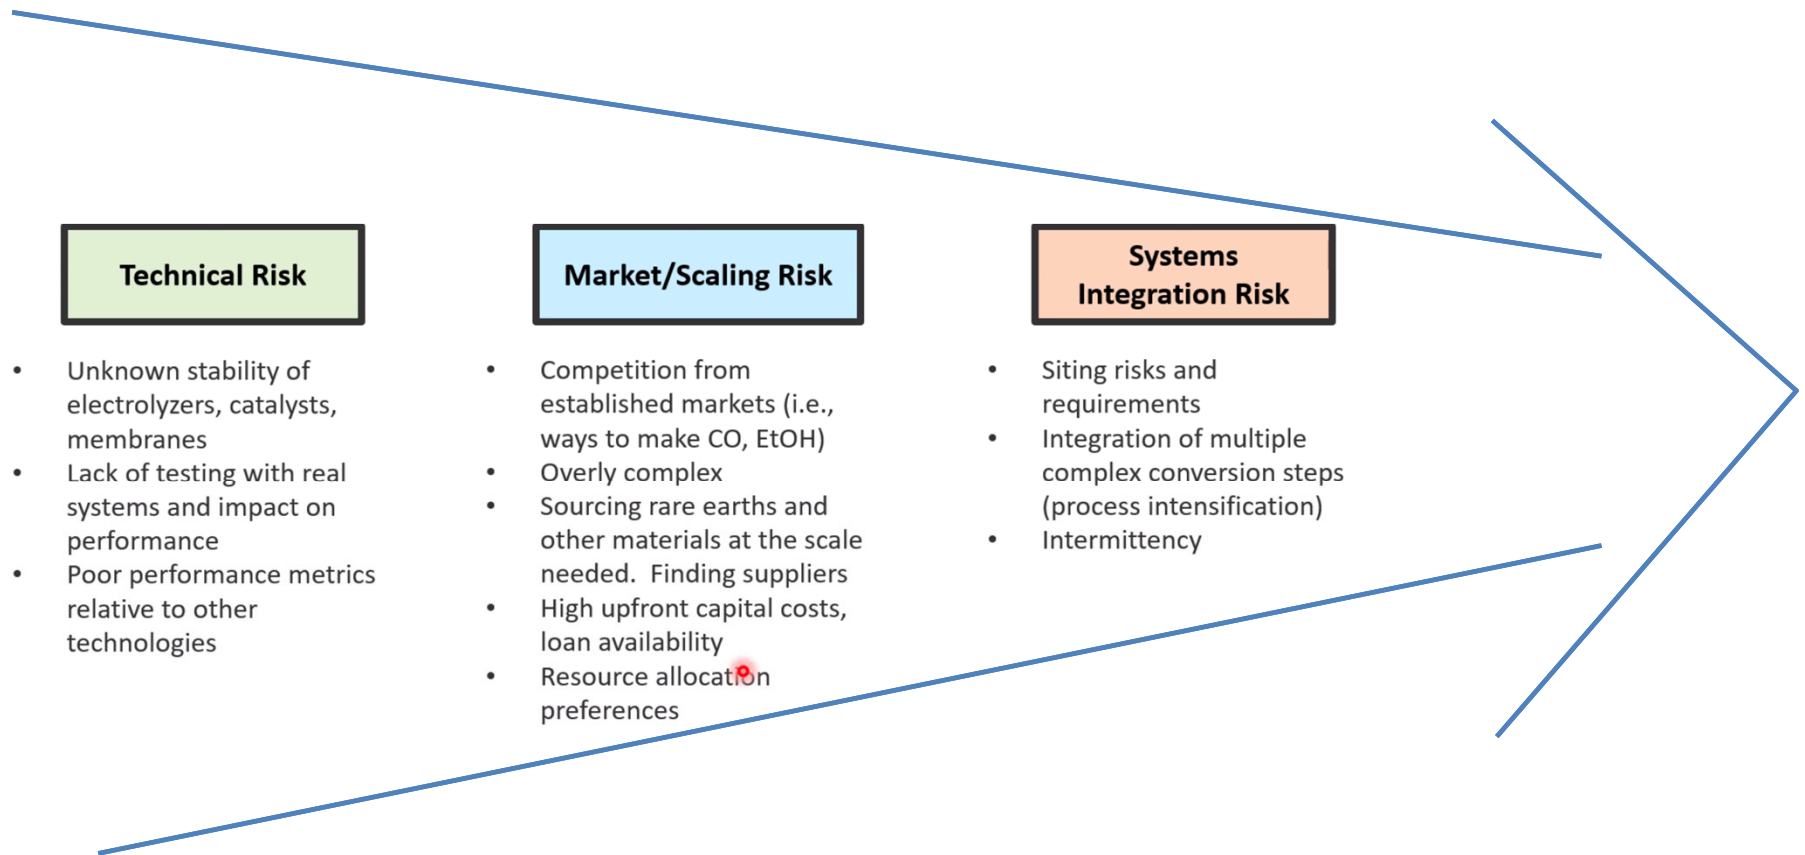 Technical Risk
• Unknown stability of
electrolyzers, catalysts,
membranes
• Lack of testing with real
systems and impact on
performance
• Poor performance metrics
relative to other
technologies
Market/Scaling Risk
• Competition from
established markets (i.e.,
ways to make CO, EtOH)
• Overly complex
• Sourcing rare earths and
other materials at the scale
needed.  Finding suppliers
• High upfront capital costs,
loan availability
• Resource allocation
preferences
Systems
Integration Risk
• Siting risks and
requirements
• Integration of multiple
complex conversion steps
(process intensification)
• Intermittency